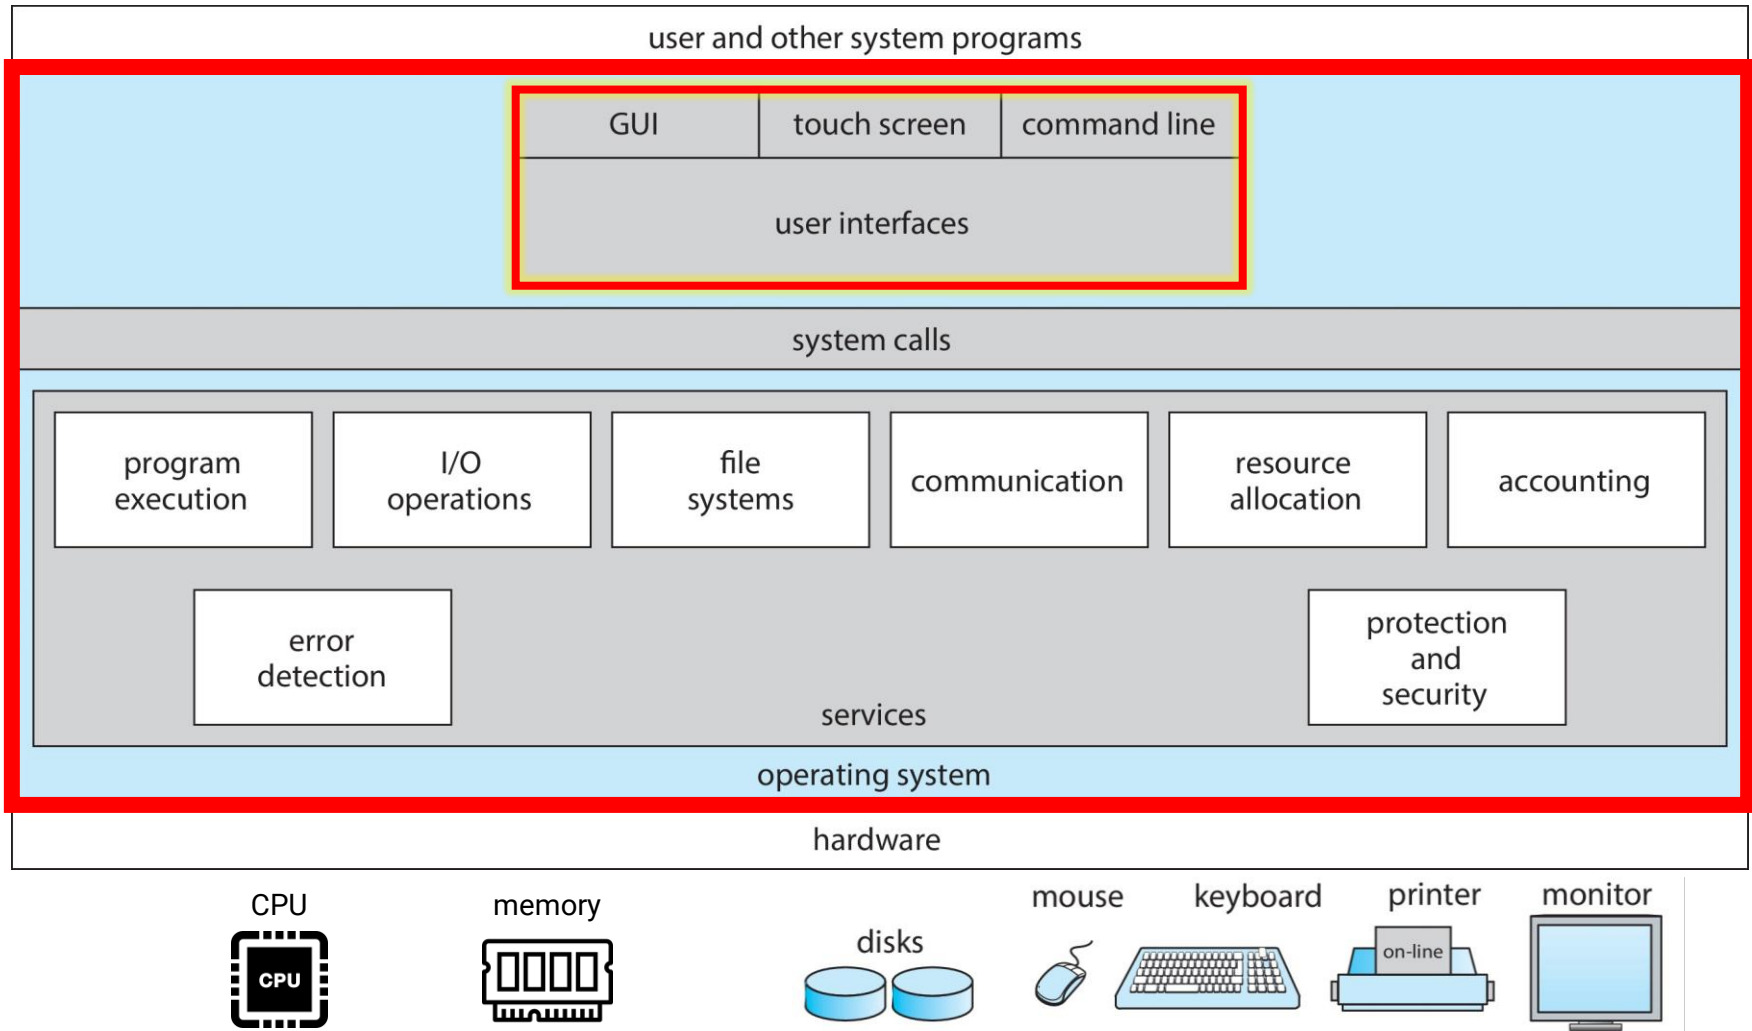 user and other system programs
GUI
touch screen
command line
user interfaces
system calls
program
execution
I/O
operations
file
systems
communication
resource
allocation
accounting
error
detection
protection
and
security
services
operating system
hardware
CPU
memory
disks
mouse
keyboard
printer
monitor
CPU
on-line